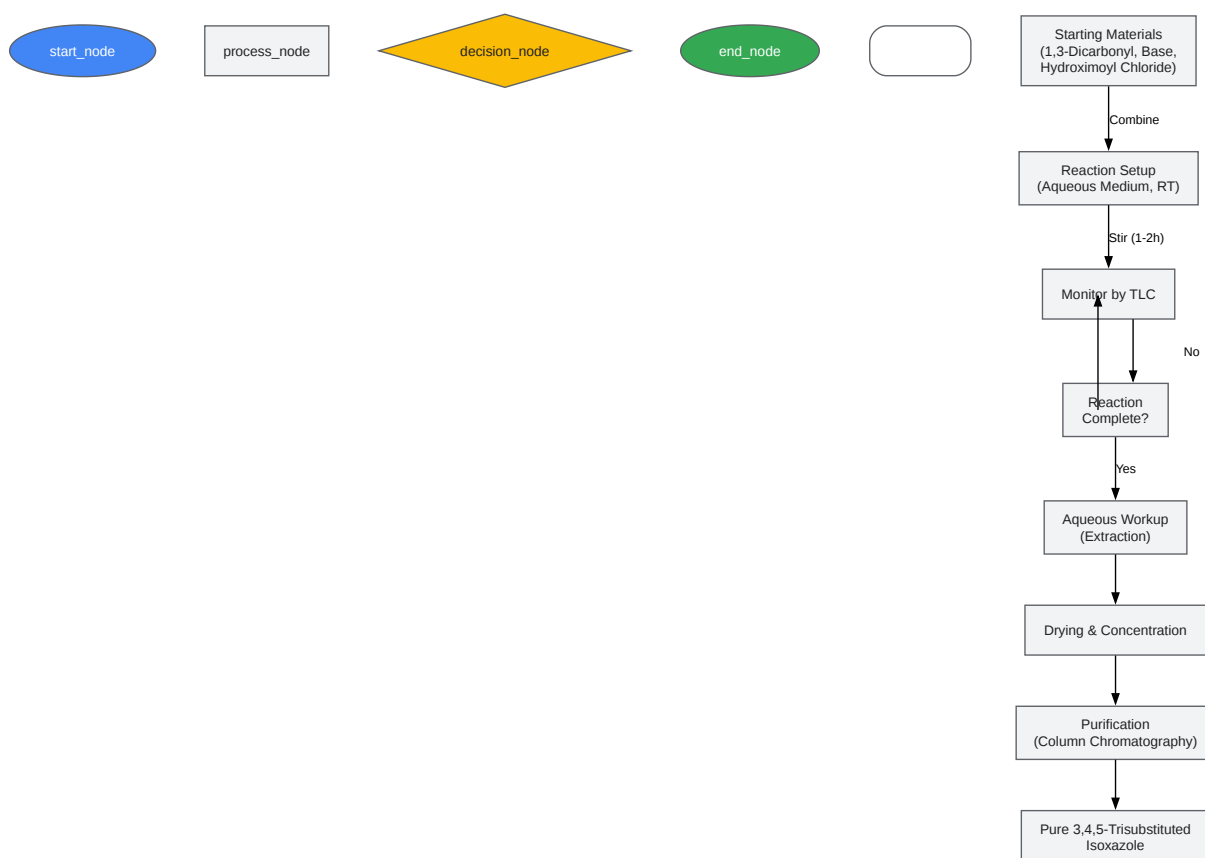 start_node
process_node
decision_node
end_node
Starting Materials
(1,3-Dicarbonyl, Base,
Hydroximoyl Chloride)
Combine
Reaction Setup
(Aqueous Medium, RT)
Stir (1-2h)
Monitor by TLC
No
Reaction
Complete?
Yes
Aqueous Workup
(Extraction)
Drying & Concentration
Purification
(Column Chromatography)
Pure 3,4,5-Trisubstituted
Isoxazole